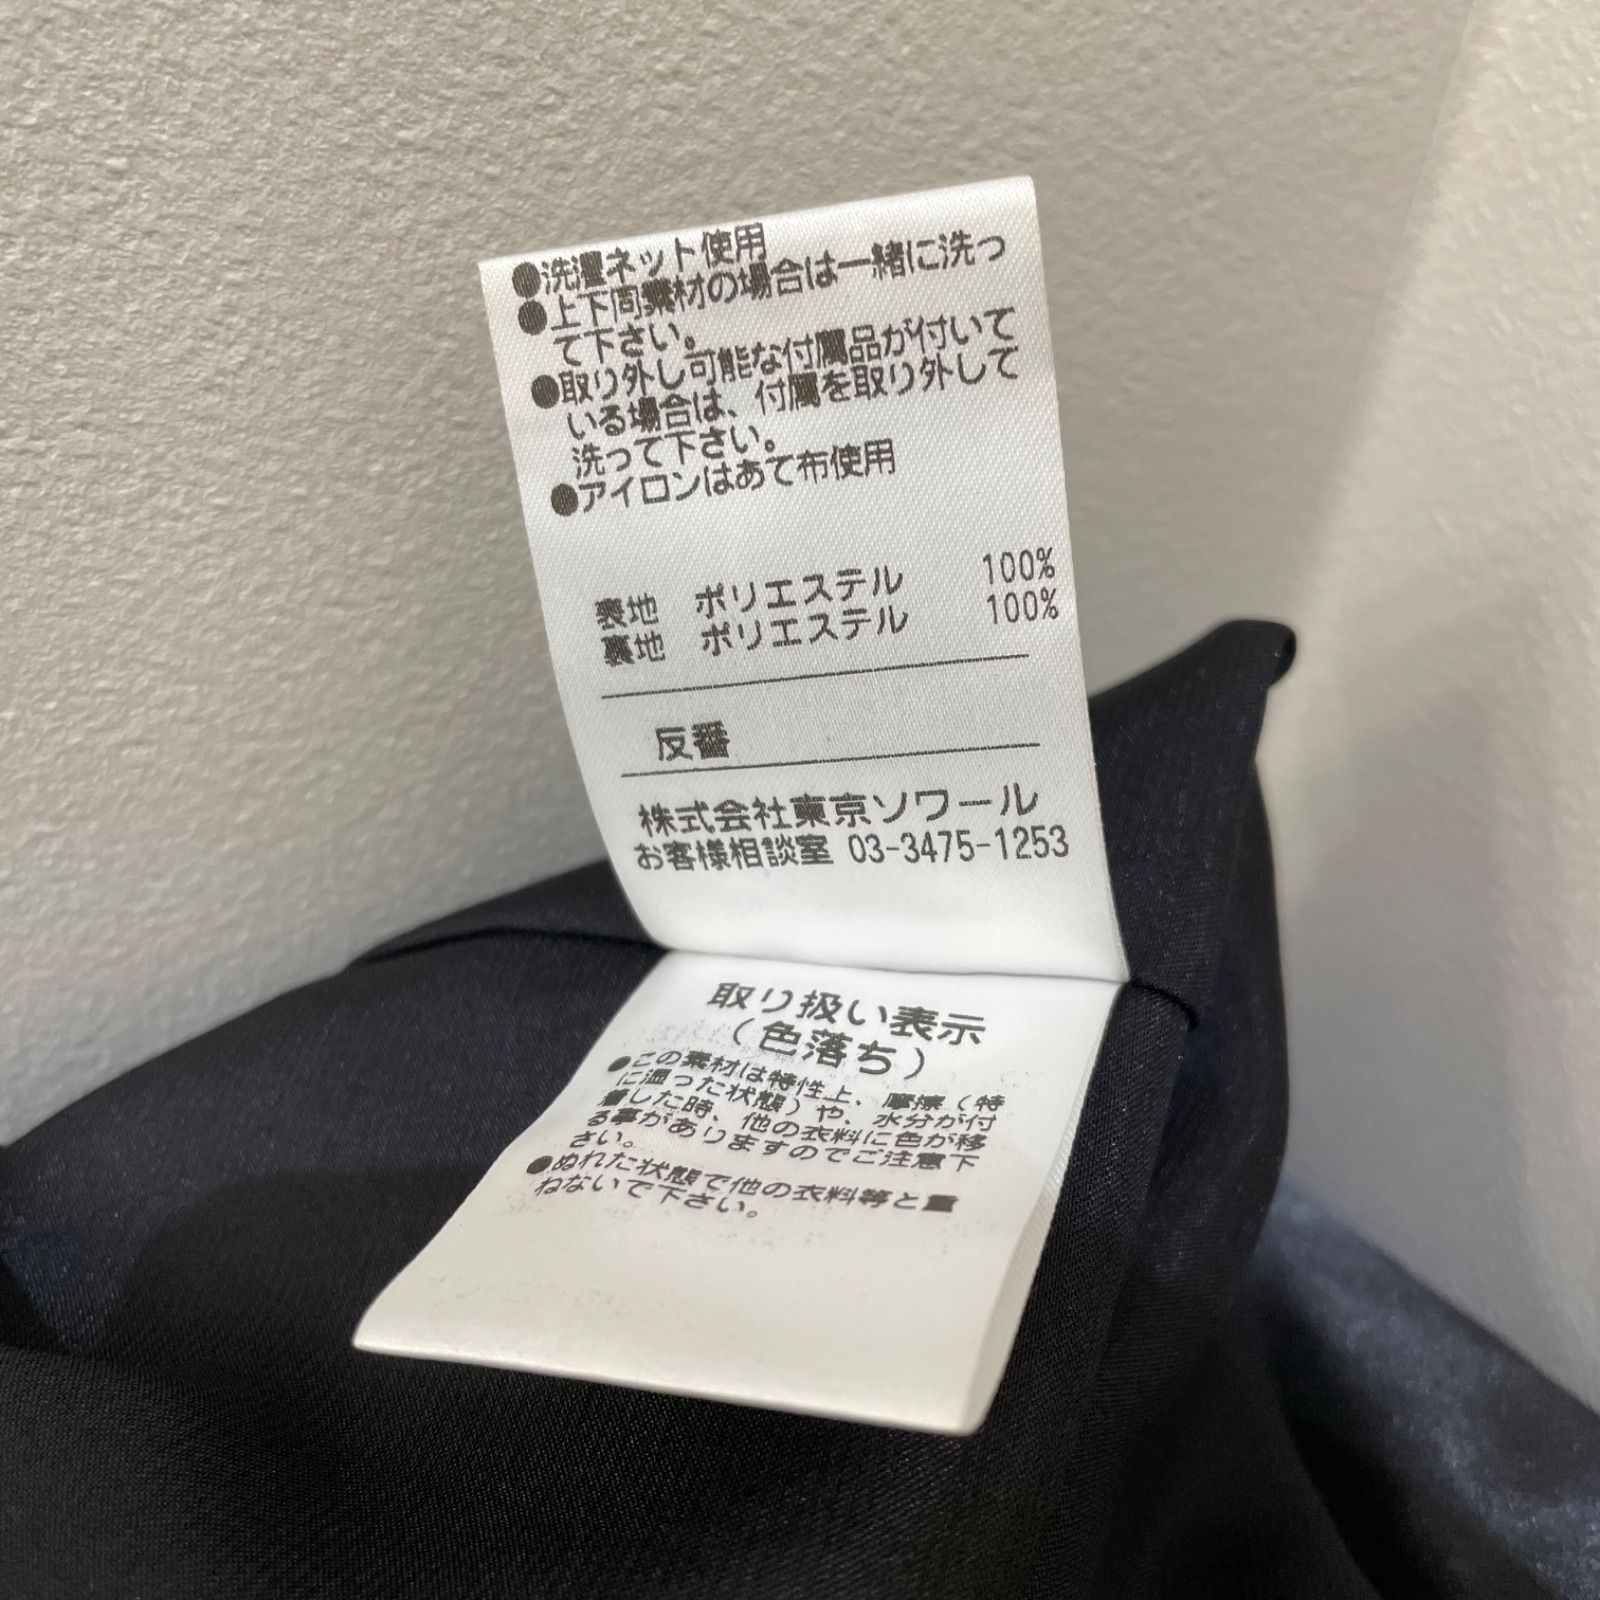 ●洗濯ネット使用
●上下同素材の場合は一緒に洗っ
て下さい。
●取り外し可能な付属品が付いて
いる場合は、付属を取り外して
洗って下さい。
●アイロンはあて布使用
表地 ポリエステル 100%
裏地 ポリエステル 100%
反番
株式会社東京ソワール
お客様相談室 03-3475-1253
取り扱い表示
(色落ち)
●この素材は特性上、摩擦(特
に湿った状態)や、水分が付
着した時、他の衣料に色が移
る事がありますのでご注意下
さい。
●ぬれた状態で他の衣料等と重
ねないで下さい。